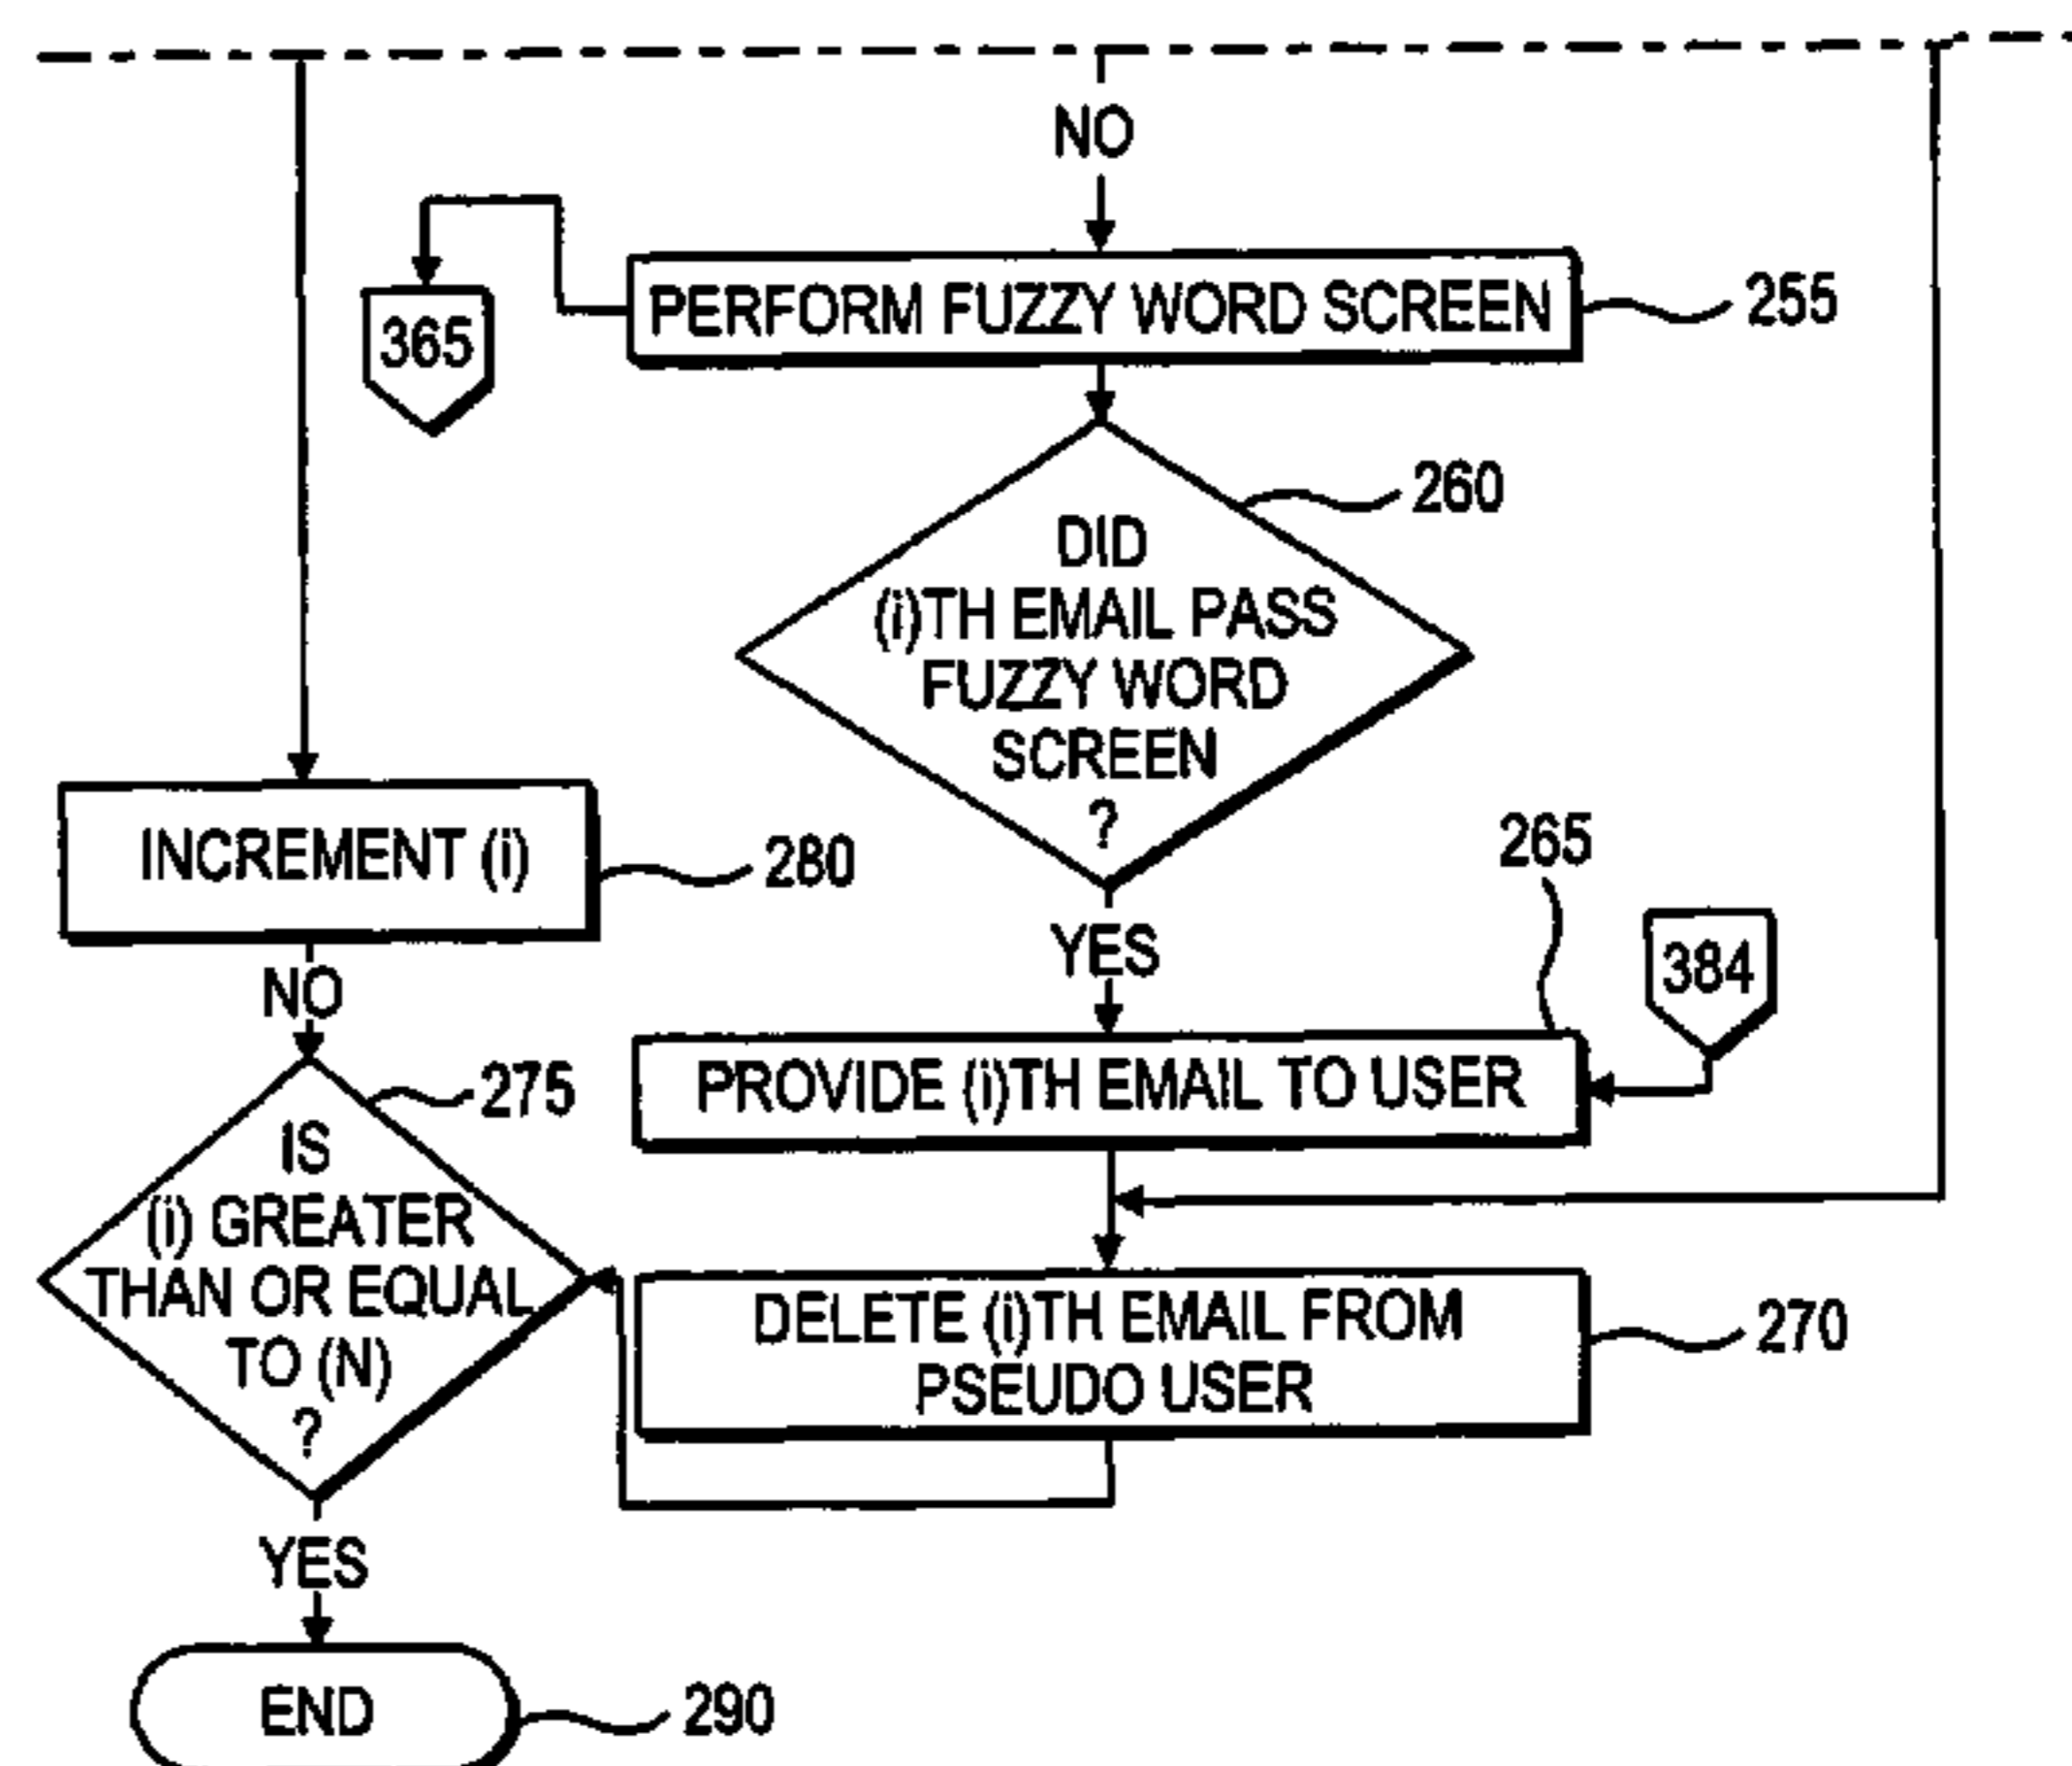 NO
365
PERFORM FUZZY WORD SCREEN
255
260
DID
(i)TH EMAIL PASS
FUZZY WORD
SCREEN
?
INCREMENT (i)
280
YES
265
384
NO
PROVIDE (i)TH EMAIL TO USER
275
IS
(i) GREATER
THAN OR EQUAL
TO (N)
?
DELETE (i)TH EMAIL FROM
PSEUDO USER
270
YES
END
290